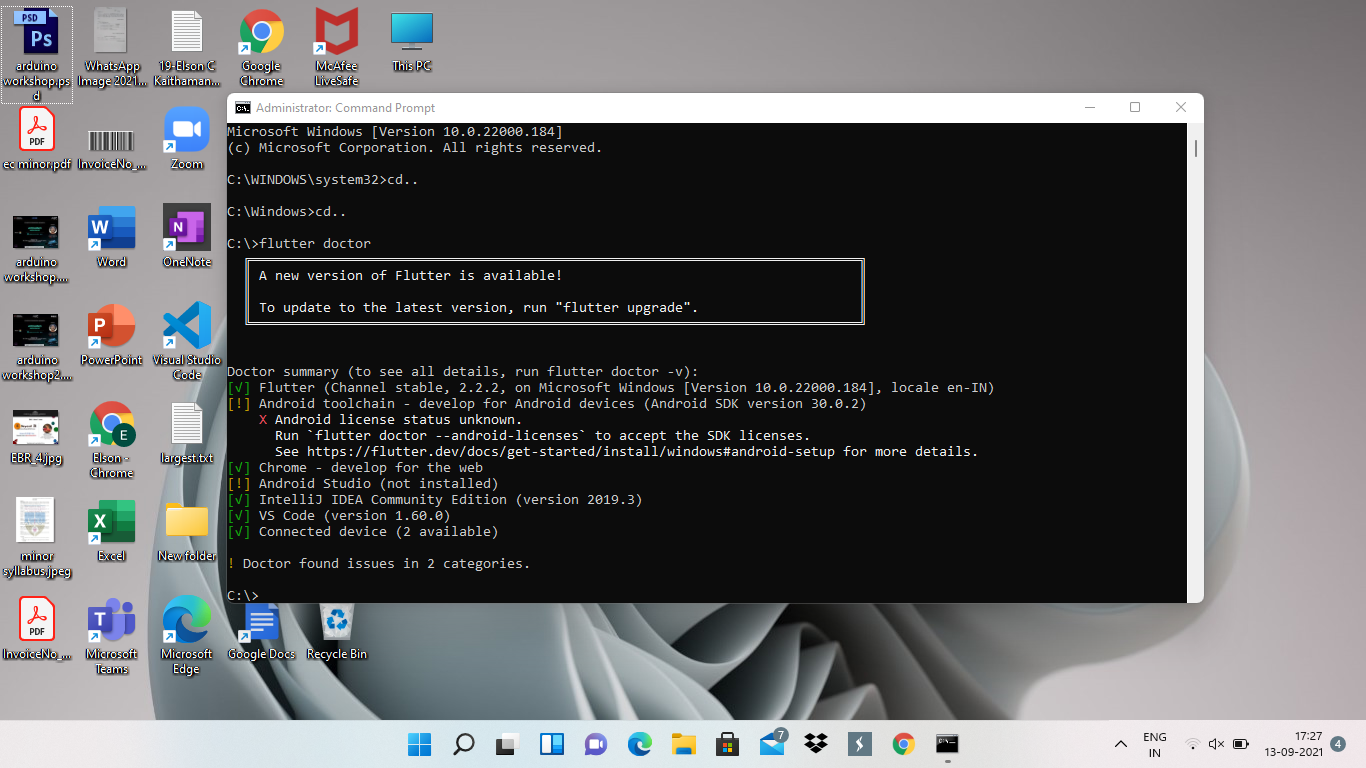 PSD
Ps
arduino
workshop.ps
d
WhatsApp
Image 2021...
19-Elson C
Kaithaman...
Google
Chrome
McAfee
LiveSafe
This PC
PDF
ec minor.pdf
InvoiceNo_...
Zoom
arduino
workshop....
W
Word
N
OneNote
arduino
workshop2....
P
PowerPoint
Visual Studio
Code
EBR_4.jpg
E
Elson -
Chrome
largest.txt
minor
syllabus.jpeg
X
Excel
New folder
PDF
InvoiceNo_...
T
Microsoft
Teams
Microsoft
Edge
Google Docs
Recycle Bin
C:\.
Administrator: Command Prompt
Microsoft Windows [Version 10.0.22000.184]
(c) Microsoft Corporation. All rights reserved.
C:\WINDOWS\system32>cd..
C:\Windows>cd..
C:\>flutter doctor
A new version of Flutter is available!
To update to the latest version, run "flutter upgrade".
Doctor summary (to see all details, run flutter doctor -v):
[√] Flutter (Channel stable, 2.2.2, on Microsoft Windows [Version 10.0.22000.184], locale en-IN)
[!] Android toolchain - develop for Android devices (Android SDK version 30.0.2)
X Android license status unknown.
Run `flutter doctor --android-licenses` to accept the SDK licenses.
See https://flutter.dev/docs/get-started/install/windows#android-setup for more details.
[√] Chrome - develop for the web
[!] Android Studio (not installed)
[√] IntelliJ IDEA Community Edition (version 2019.3)
[√] VS Code (version 1.60.0)
[√] Connected device (2 available)
! Doctor found issues in 2 categories.
C:\>
7
ENG
IN
17:27
13-09-2021
4